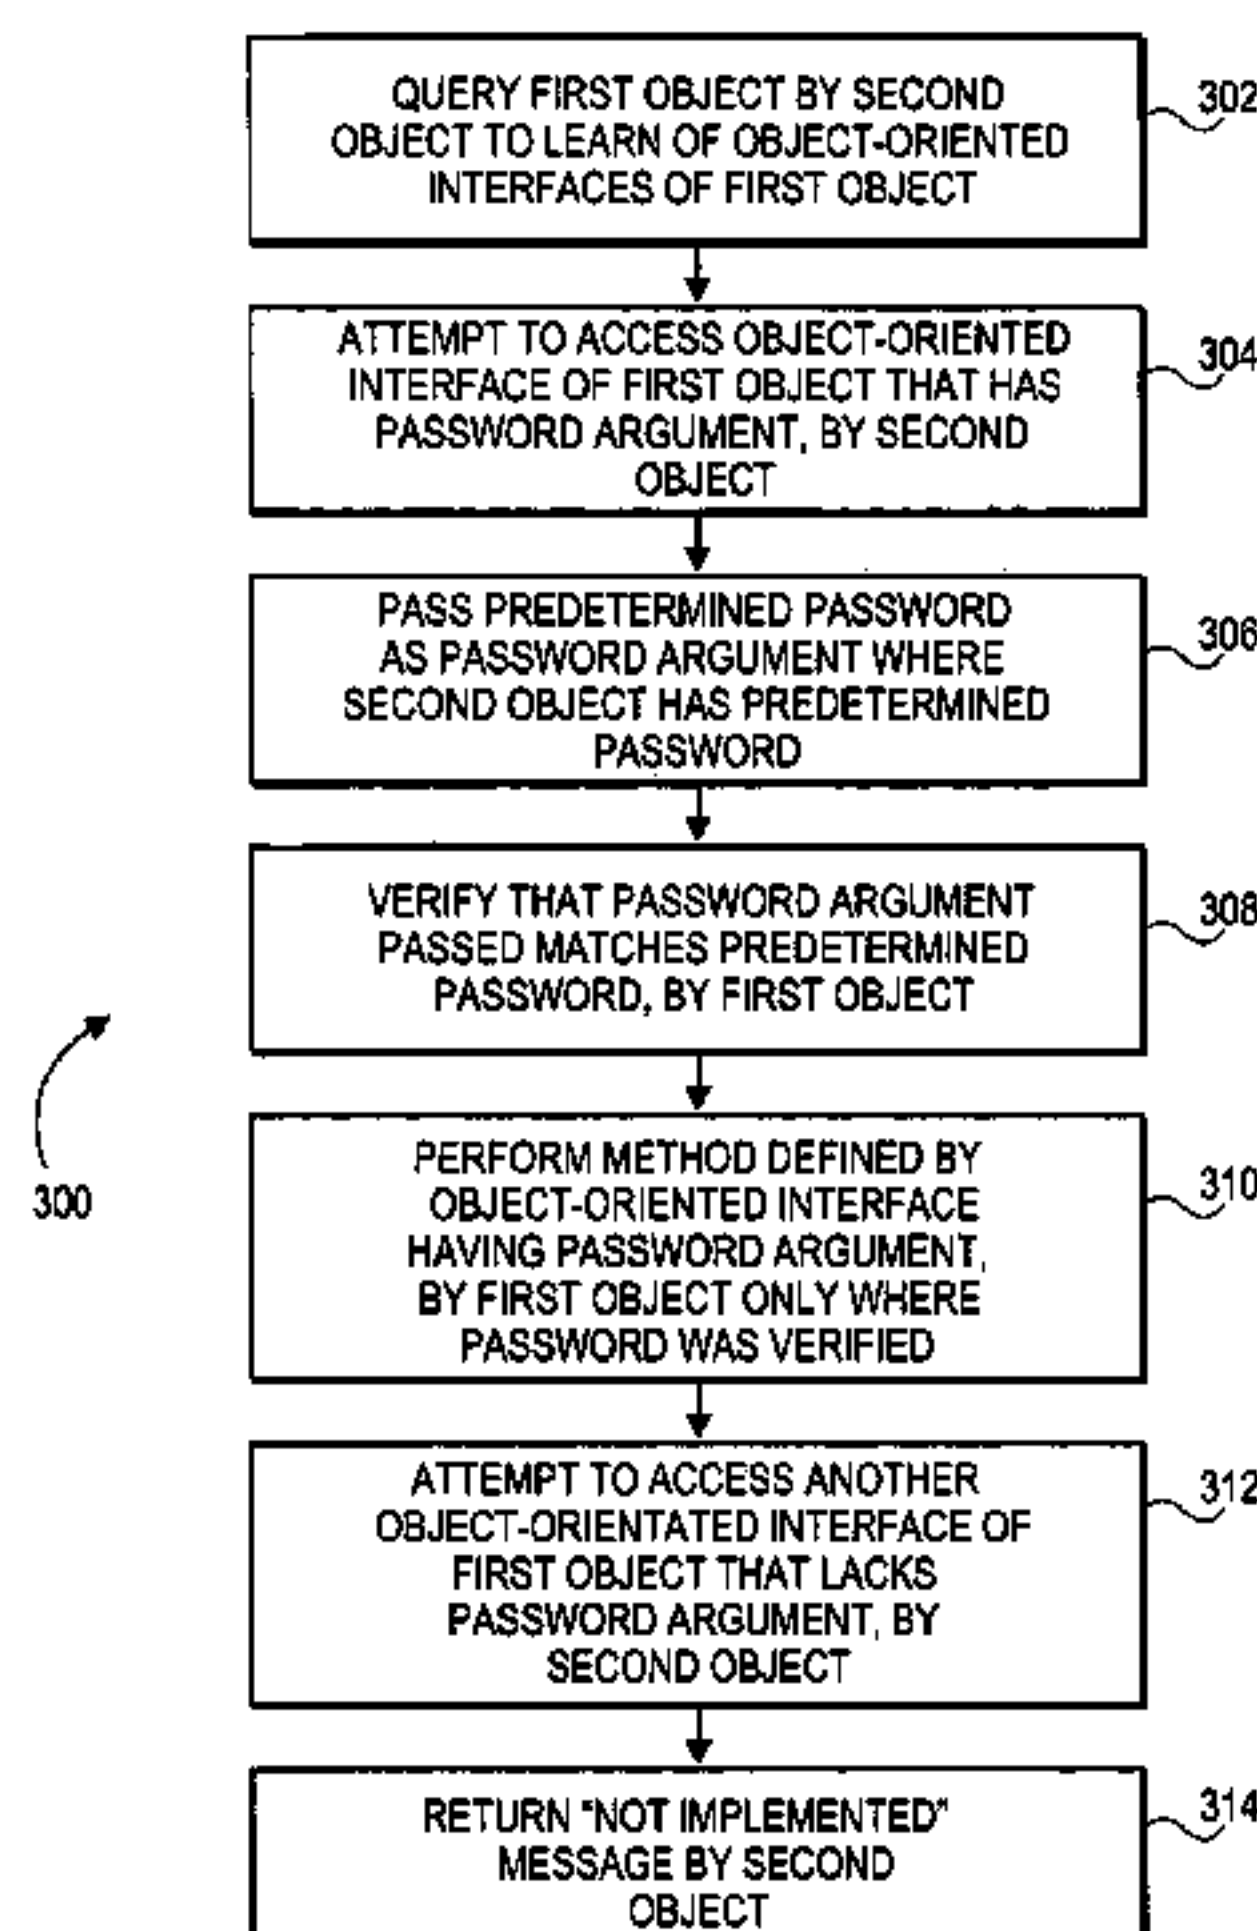 QUERY FIRST OBJECT BY SECOND
OBJECT TO LEARN OF OBJECT-ORIENTED
INTERFACES OF FIRST OBJECT
302
ATTEMPT TO ACCESS OBJECT-ORIENTED
INTERFACE OF FIRST OBJECT THAT HAS
PASSWORD ARGUMENT, BY SECOND
OBJECT
304
PASS PREDETERMINED PASSWORD
AS PASSWORD ARGUMENT WHERE
SECOND OBJECT HAS PREDETERMINED
PASSWORD
306
VERIFY THAT PASSWORD ARGUMENT
PASSED MATCHES PREDETERMINED
PASSWORD, BY FIRST OBJECT
308
300
PERFORM METHOD DEFINED BY
OBJECT-ORIENTED INTERFACE
HAVING PASSWORD ARGUMENT,
BY FIRST OBJECT ONLY WHERE
PASSWORD WAS VERIFIED
310
ATTEMPT TO ACCESS ANOTHER
OBJECT-ORIENTATED INTERFACE OF
FIRST OBJECT THAT LACKS
PASSWORD ARGUMENT, BY
SECOND OBJECT
312
RETURN "NOT IMPLEMENTED"
MESSAGE BY SECOND
OBJECT
314